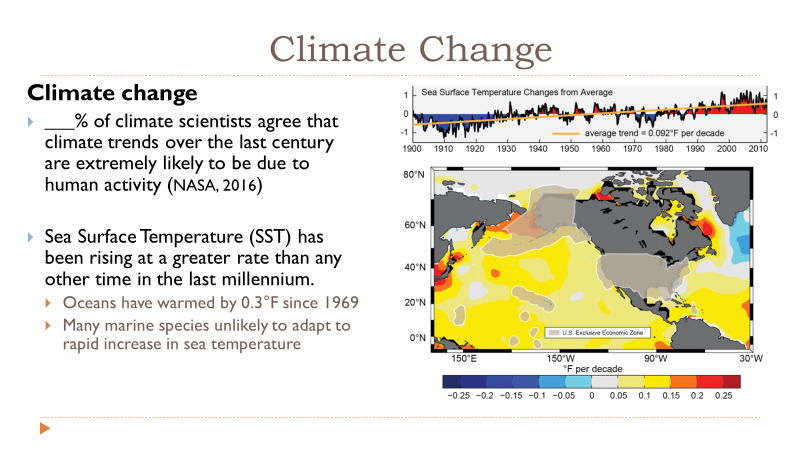 Climate Change
Climate change
___% of climate scientists agree that
climate trends over the last century
are extremely likely to be due to
human activity (NASA, 2016)
Sea Surface Temperature (SST) has
been rising at a greater rate than any
other time in the last millennium.
Oceans have warmed by 0.3°F since 1969
Many marine species unlikely to adapt to
rapid increase in sea temperature
Sea Surface Temperature Changes from Average
1 1
0 0
-1 -1
average trend = 0.092°F per decade
1900 1910 1920 1930 1940 1950 1960 1970 1980 1990 2000 2010
80°N
60°N
40°N
20°N
0°N
U.S. Exclusive Economic Zone
150°E 150°W 90°W 30°W
°F per decade
−0.25 −0.2 −0.15 −0.1 −0.05 0 0.05 0.1 0.15 0.2 0.25